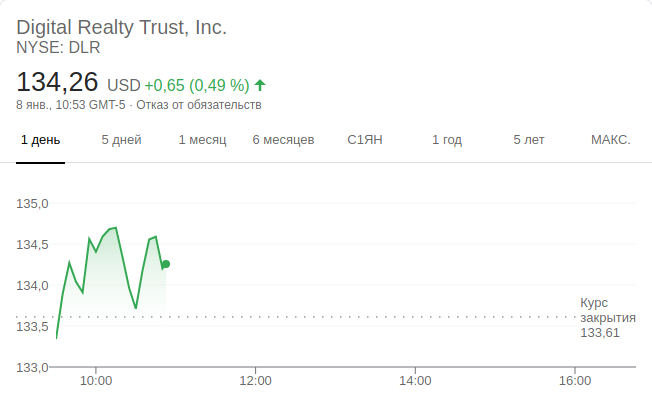 Digital Realty Trust, Inc.
NYSE: DLR
134,26 USD +0,65 (0,49 %)
8 янв., 10:53 GMT-5 · Отказ от обязательств
1 день 5 дней 1 месяц 6 месяцев С1ЯН 1 год 5 лет МАКС.
135,0
134,5
134,0
133,5
133,0
Курс
закрытия
133,61
10:00 12:00 14:00 16:00